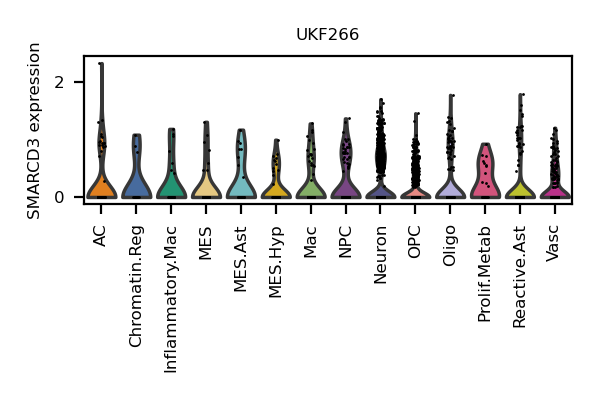 UKF266
SMARCD3 expression
2
0
AC
Chromatin.Reg
Inflammatory.Mac
MES
MES.Ast
MES.Hyp
Mac
NPC
Neuron
OPC
Oligo
Prolif.Metab
Reactive.Ast
Vasc